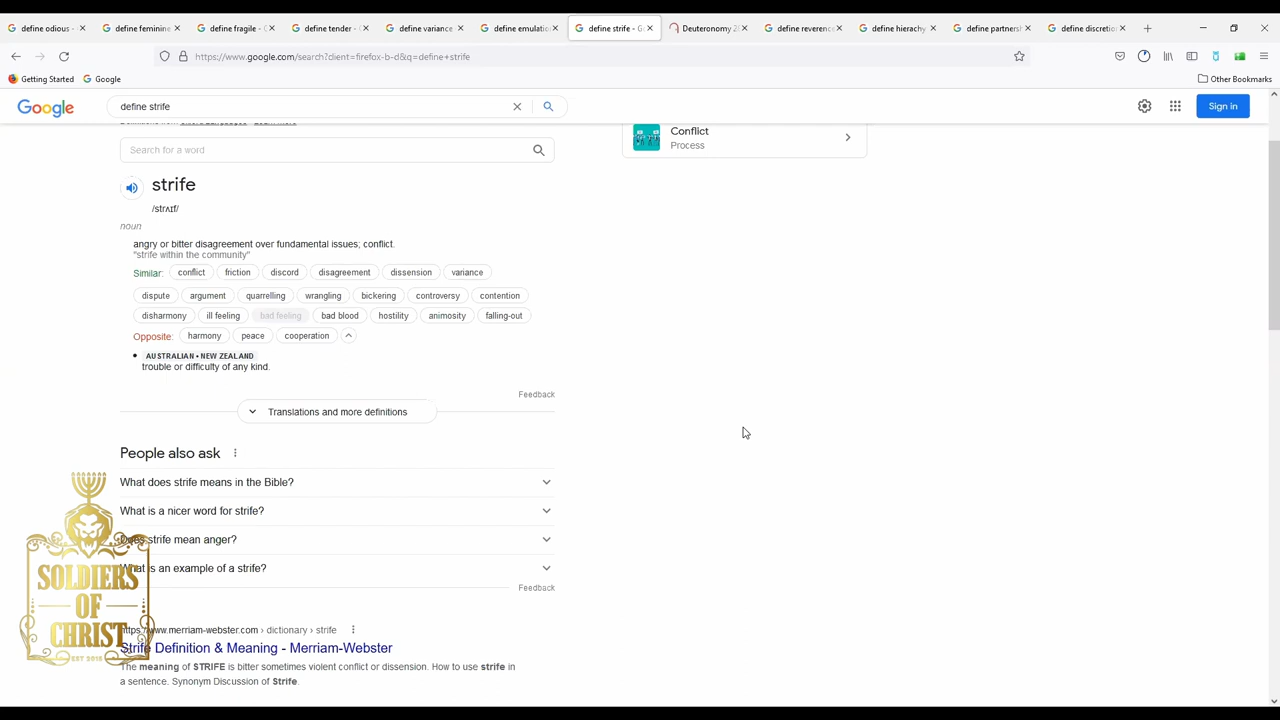 define odious -
define feminine
define fragile - G
define tender - G
define variance
define emulation
define strife - Go
Deuteronomy 28
define reverence
define hierarchy
define partners
define discretion
https://www.google.com/search?client=firefox-b-d&q=define+strife
Getting Started
Google
Other Bookmarks
Google
define strife
Sign in
Search for a word
Conflict
Process
strife
/strʌɪf/
noun
angry or bitter disagreement over fundamental issues; conflict.
"strife within the community"
Similar: conflict friction discord disagreement dissension variance
dispute argument quarrelling wrangling bickering controversy contention
disharmony ill feeling bad feeling bad blood hostility animosity falling-out
Opposite: harmony peace cooperation
AUSTRALIAN • NEW ZEALAND
trouble or difficulty of any kind.
Feedback
Translations and more definitions
People also ask
What does strife means in the Bible?
What is a nicer word for strife?
Does strife mean anger?
What is an example of a strife?
Feedback
https://www.merriam-webster.com › dictionary › strife
Strife Definition & Meaning - Merriam-Webster
The meaning of STRIFE is bitter sometimes violent conflict or dissension. How to use strife in
a sentence. Synonym Discussion of Strife.
SOLDIERS
OF
CHRIST